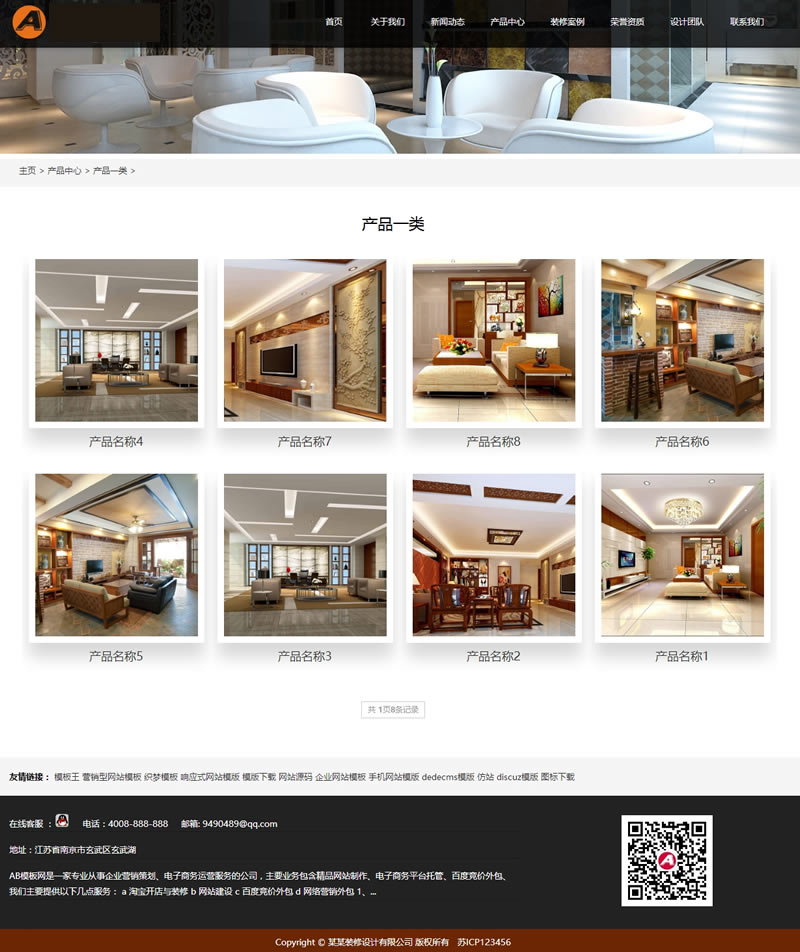 首页 关于我们 新闻动态 产品中心 装修案例 荣誉资质 设计团队 联系我们
主页 > 产品中心 > 产品一类 >
产品一类
产品名称4 产品名称7 产品名称8 产品名称6
产品名称5 产品名称3 产品名称2 产品名称1
共 1页8条记录
友情链接： 模板王 营销型网站模板 织梦模板 响应式网站模版 模版下载 网站源码 企业网站模板 手机网站模版 dedecms模版 仿站 discuz模版 图标下载
在线客服 ： 电话：4008-888-888 邮箱: 9490489@qq.com
地址：江苏省南京市玄武区玄武湖
AB模板网是一家专业从事企业营销策划、电子商务运营服务的公司，主要业务包含精品网站制作、电子商务平台托管、百度竞价外包、
我们主要提供以下几点服务： a 淘宝开店与装修 b 网站建设 c 百度竞价外包 d 网络营销外包 1、...
Copyright © 某某装修设计有限公司 版权所有 苏ICP123456